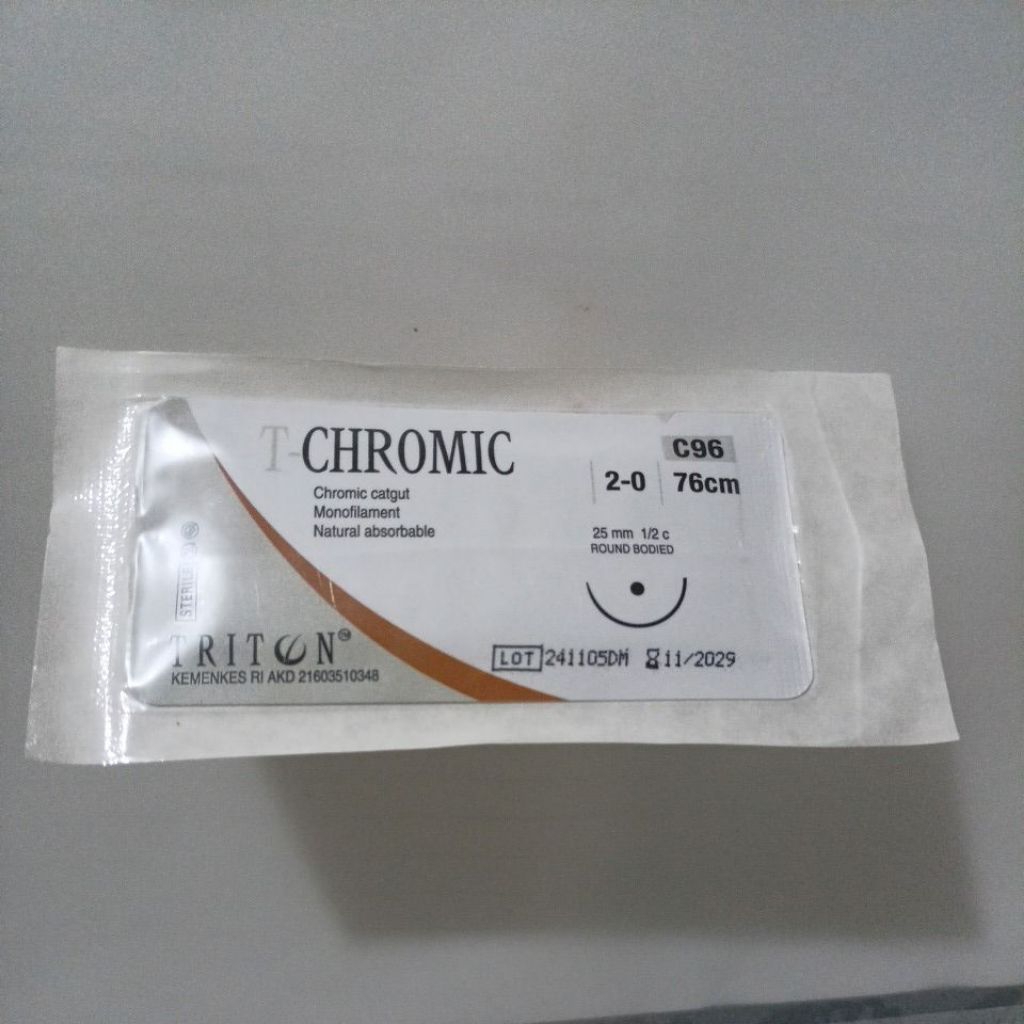 T-CHROMIC
Chromic catgut
Monofilament
Natural absorbable
C96
2-0 76cm
25 mm 1/2 c
ROUND BODIED
STERILE
TRITON
KEMENKES RI AKD 21603510348
LOT 241105DM 11/2029